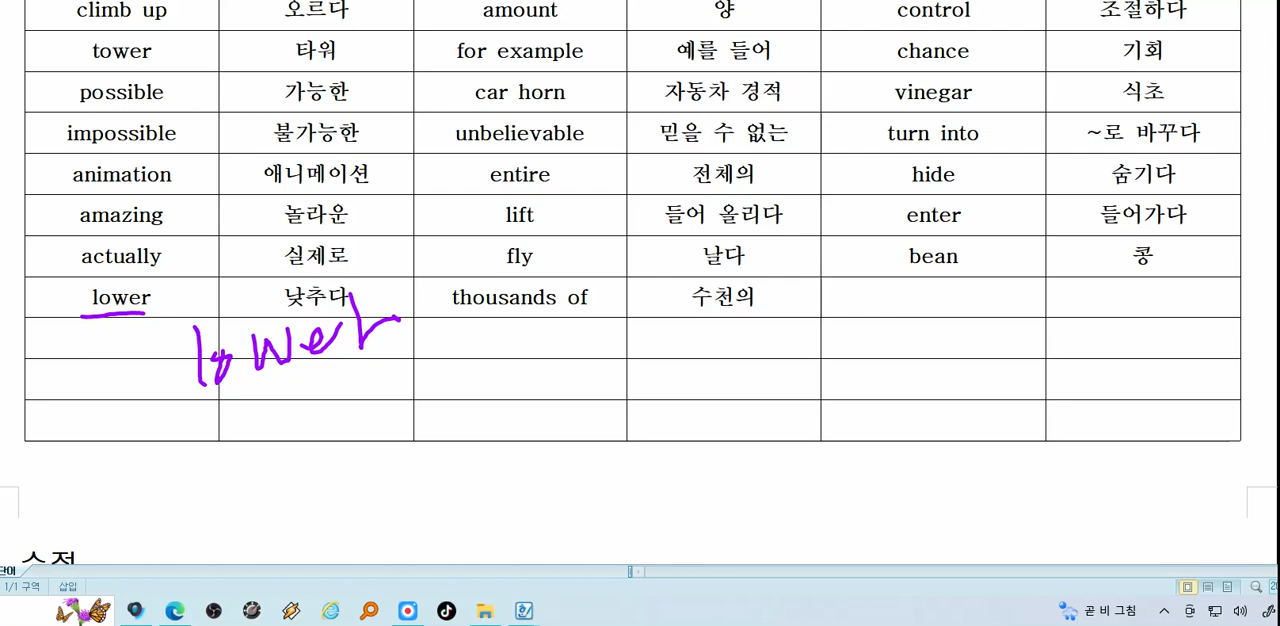 climb up 오르다 amount 양 control 조절하다
tower 타워 for example 예를 들어 chance 기회
possible 가능한 car horn 자동차 경적 vinegar 식초
impossible 불가능한 unbelievable 믿을 수 없는 turn into ~로 바꾸다
animation 애니메이션 entire 전체의 hide 숨기다
amazing 놀라운 lift 들어 올리다 enter 들어가다
actually 실제로 fly 날다 bean 콩
lower 낮추다 thousands of 수천의
lower
1/1 구역 삽입
곧 비 그침